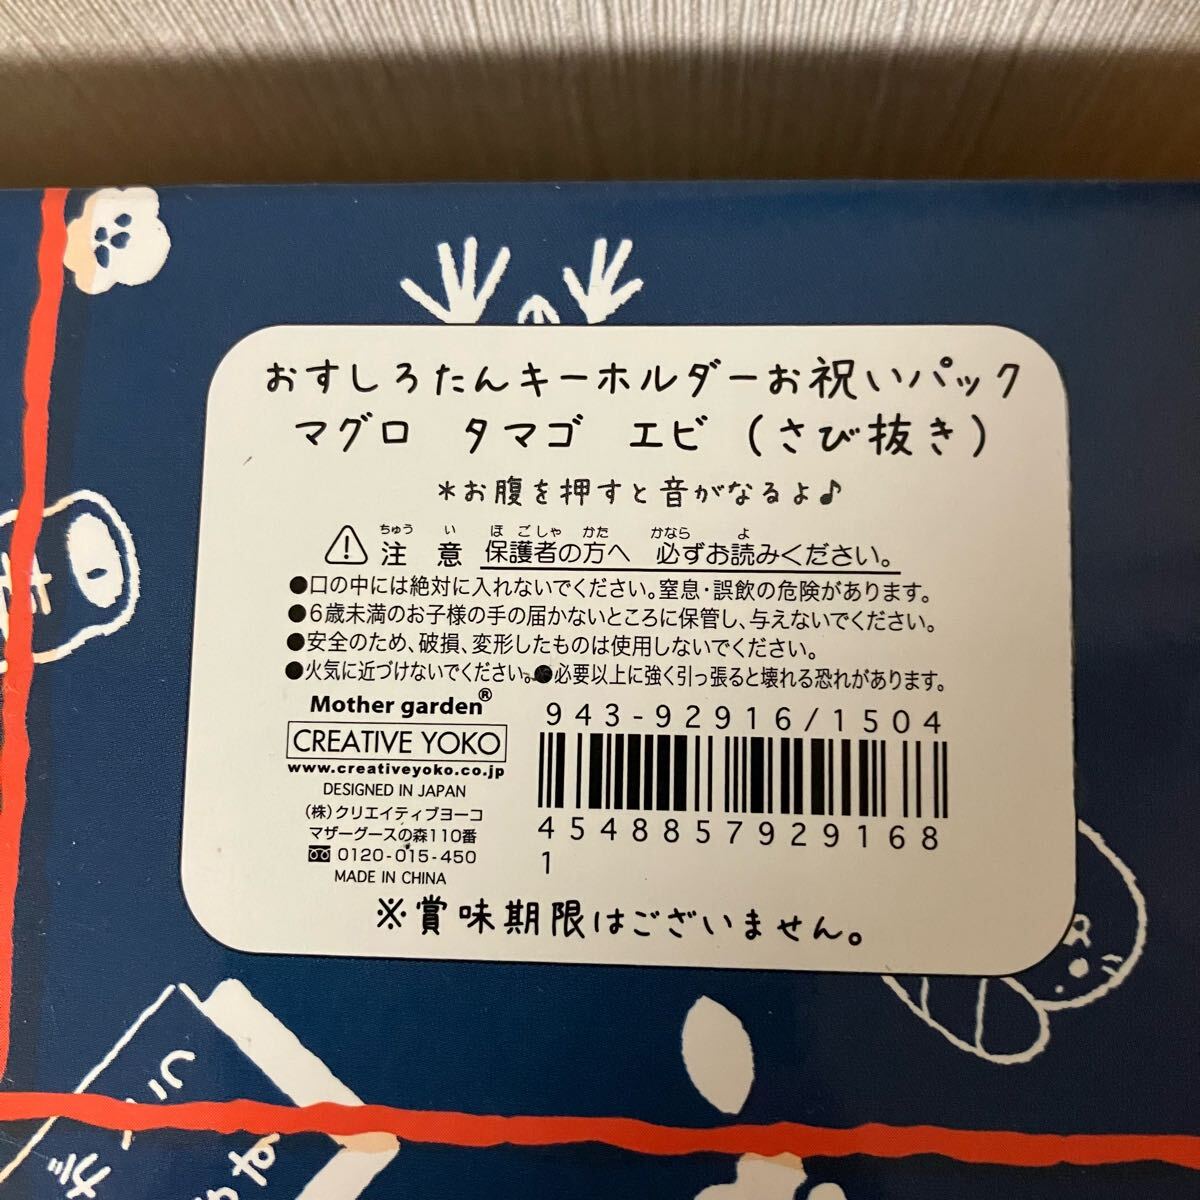 おすしろたんキーホルダーお祝いパック
マグロ タマゴ エビ (さび抜き)
*お腹を押すと音がなるよ♪
ちゅう い ほごしゃ かた かなら よ
⚠注意 保護者の方へ 必ずお読みください。
●口の中には絶対に入れないでください。窒息・誤飲の危険があります。
●6歳未満のお子様の手の届かないところに保管し、与えないでください。
●安全のため、破損、変形したものは使用しないでください。
●火気に近づけないでください。●必要以上に強く引っ張ると壊れる恐れがあります。
Mother garden®
CREATIVE YOKO
www.creativeyoko.co.jp
DESIGNED IN JAPAN
(株)クリエイティブヨーコ
マザーグースの森110番
0120-015-450
MADE IN CHINA
943-92916/1504
454885792916８
1
※賞味期限はございません。